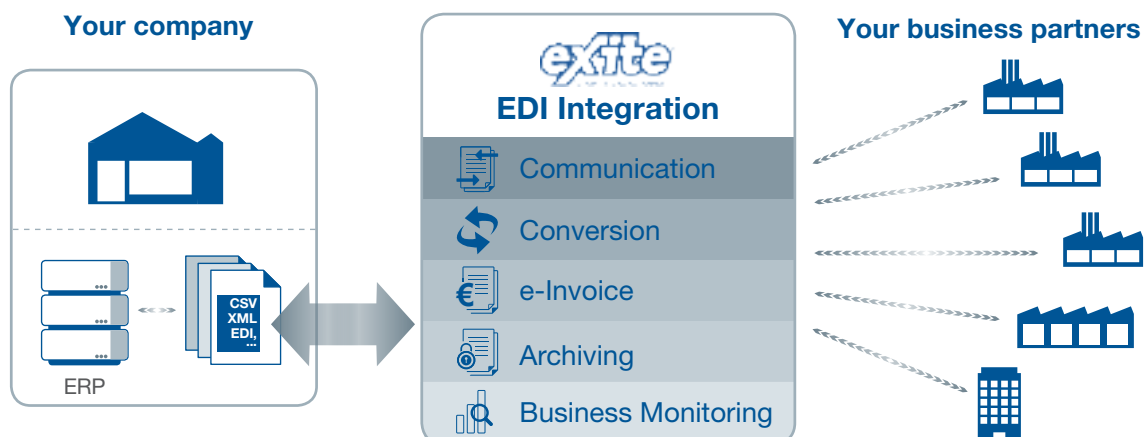 Your company
exite
EDI Integration
Your business partners
Communication
Conversion
e-Invoice
Archiving
Business Monitoring
CSV
XML
EDI,
...
ERP
€